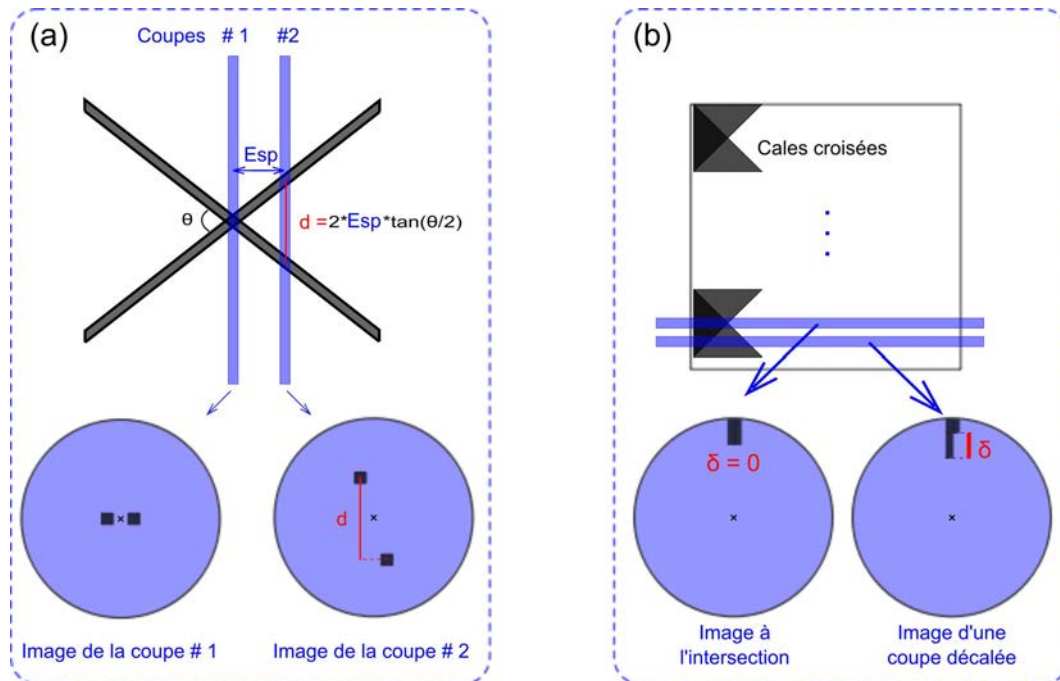 (a)
Coupes # 1 #2
Esp
θ
d =2*Esp*tan(θ/2)
d
Image de la coupe # 1
Image de la coupe # 2
(b)
Cales croisées
δ = 0
δ
Image à
l'intersection
Image d'une
coupe décalée